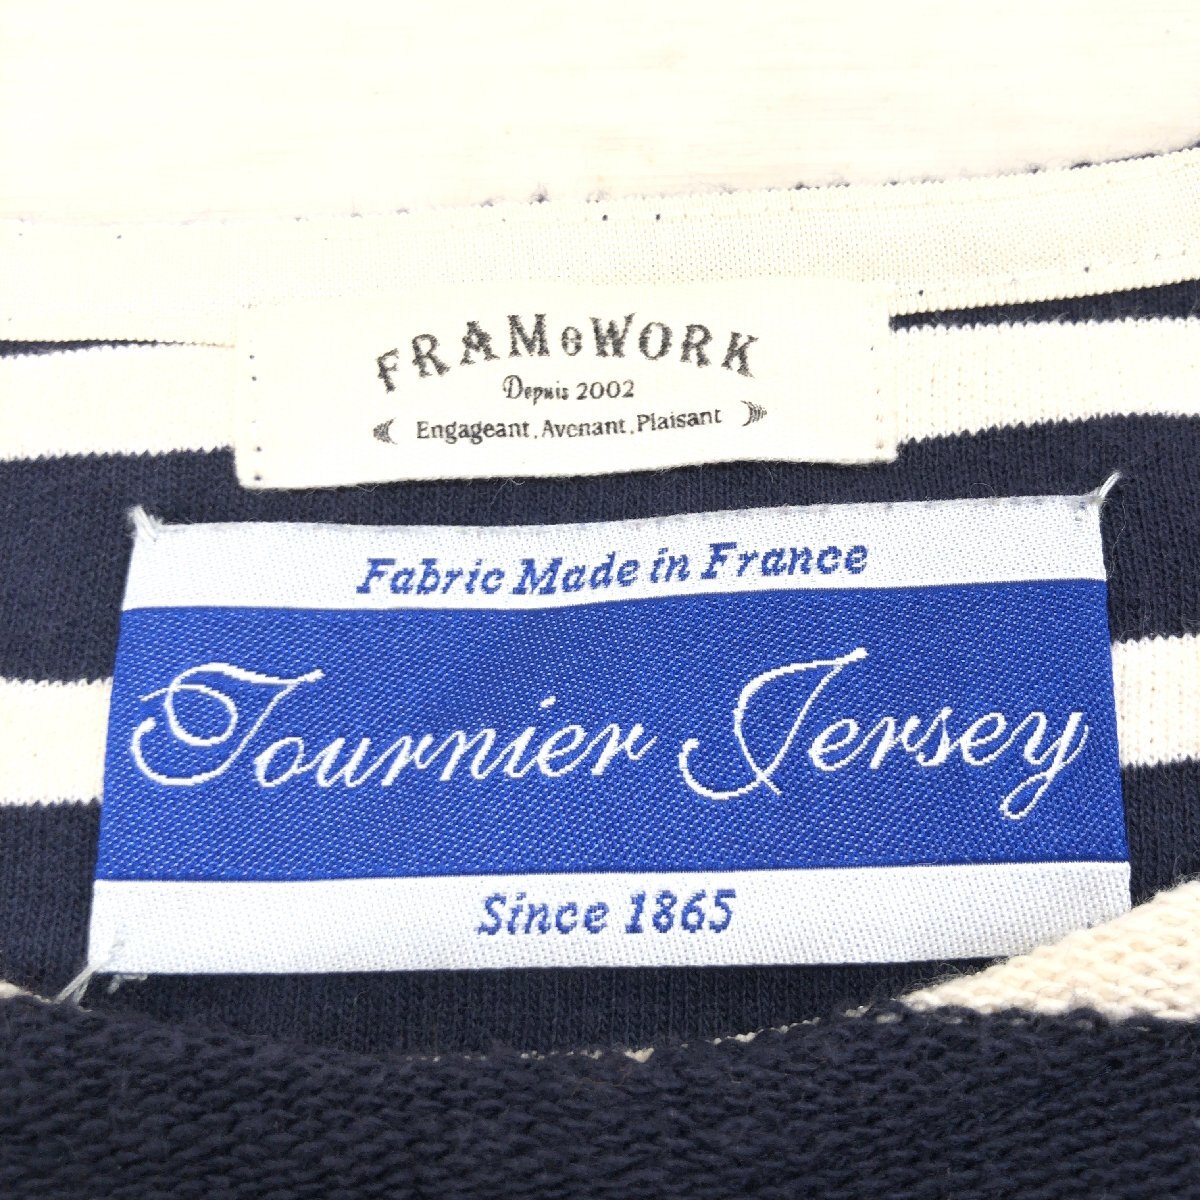 FRAMeWORK
Depuis 2002
Engageant.Avenant.Plaisant
Fabric Made in France
Tournier Jersey
Since 1865